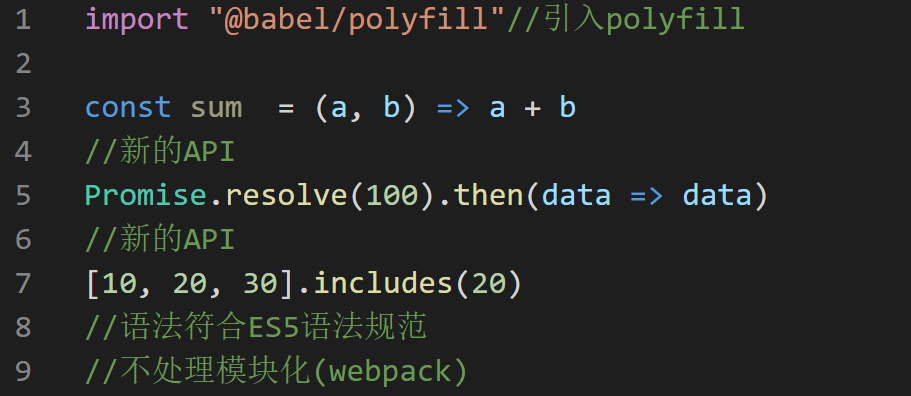 1 import "@babel/polyfill"//引入polyfill
2
3 const sum  = (a, b) => a + b
4 //新的API
5 Promise.resolve(100).then(data => data)
6 //新的API
7 [10, 20, 30].includes(20)
8 //语法符合ES5语法规范
9 //不处理模块化(webpack)